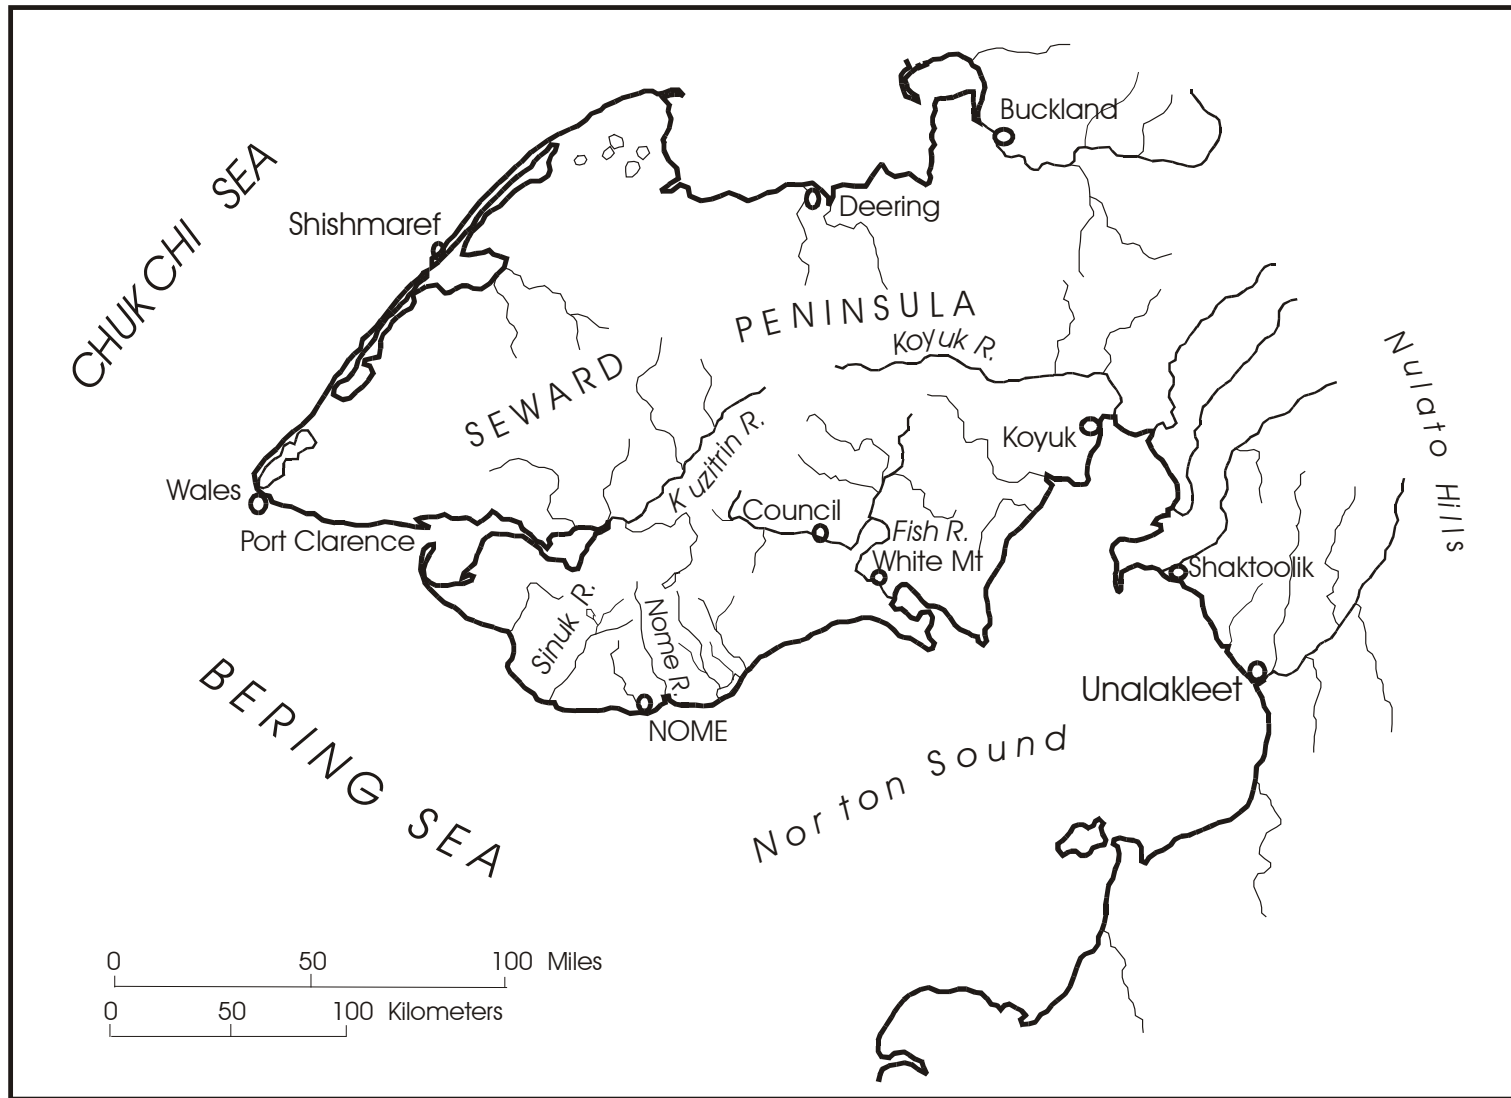 Buckland
CHUKCHI SEA
Shishmaref
Deering
PENINSULA
Koyuk R.
SEWARD
Nulato Hills
Kuzitrin R.
Koyuk
Wales
Council
Port Clarence
Fish R.
White Mt
Shaktoolik
Sinuk R.
Nome R.
BERING SEA
Unalakleet
NOME
Norton Sound
0 50 100 Miles
0 50 100 Kilometers